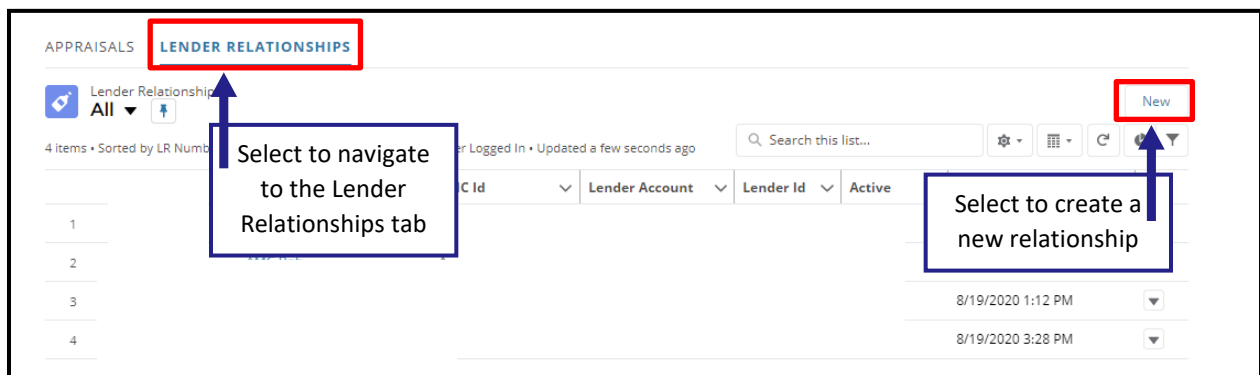 APPRAISALS LENDER RELATIONSHIPS
Lender Relationship
All
New
4 items • Sorted by LR Numb
er Logged In • Updated a few seconds ago
Search this list...
Select to navigate
to the Lender
Relationships tab
C Id Lender Account Lender Id Active
Select to create a
new relationship
1
2
3 8/19/2020 1:12 PM
4 8/19/2020 3:28 PM